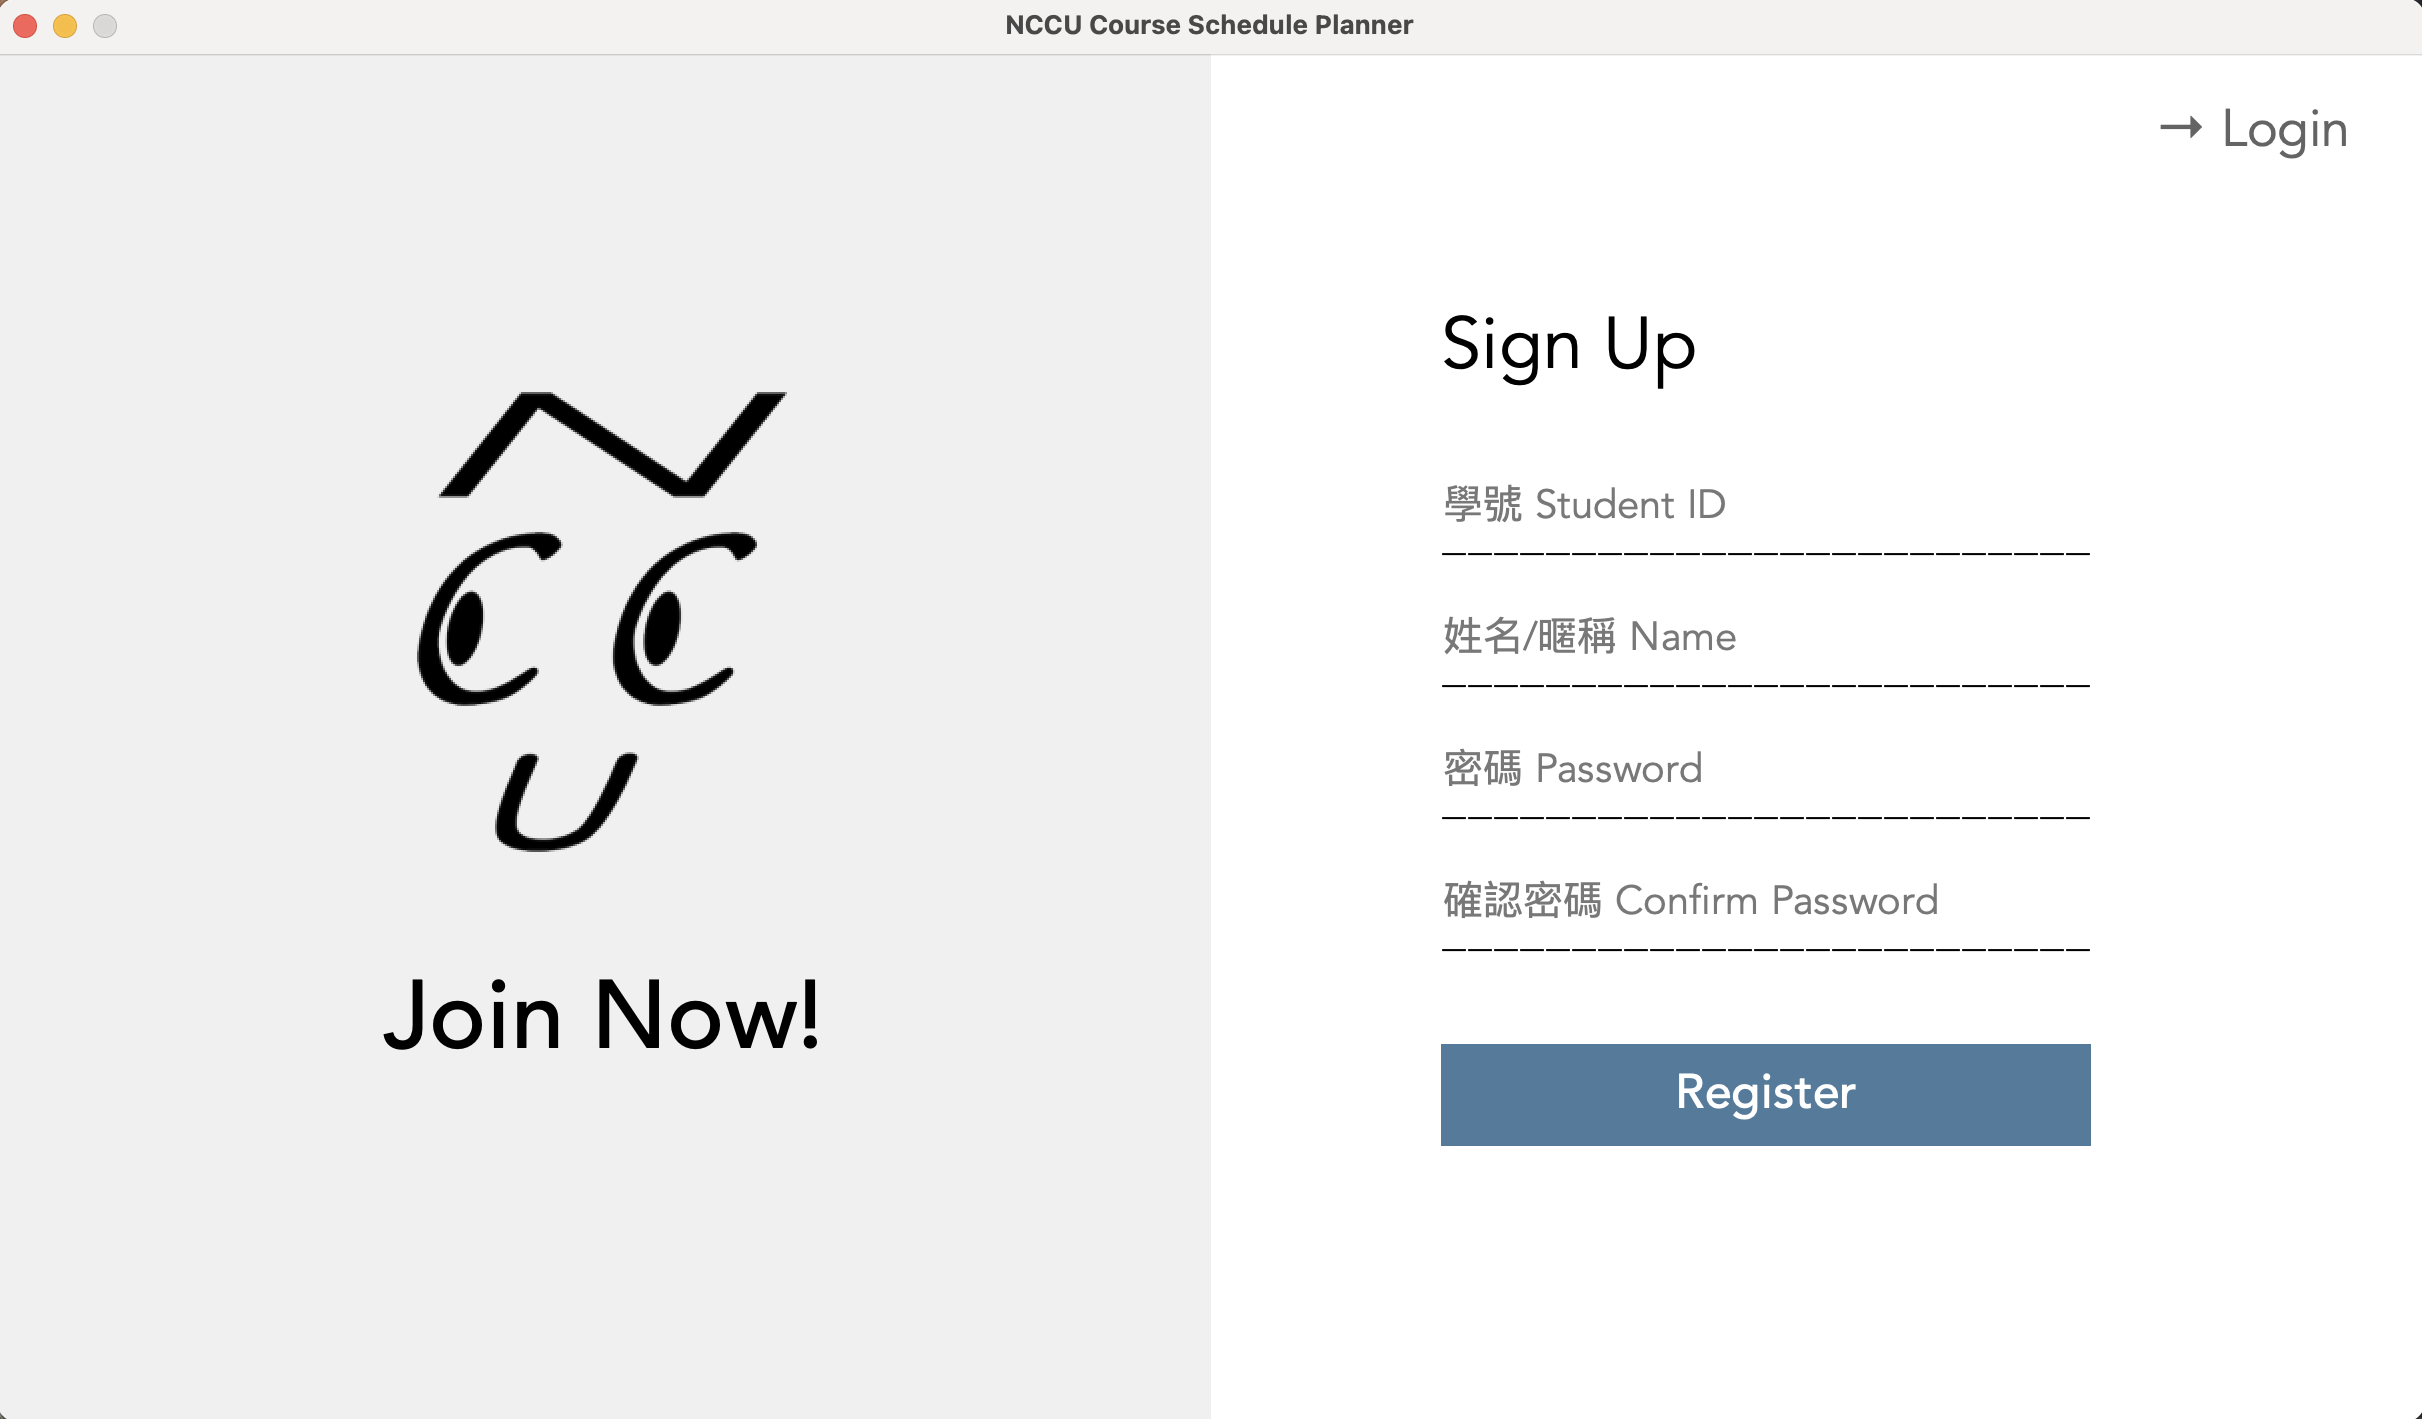 NCCU Course Schedule Planner
→ Login
N
CC
U
Join Now!
Sign Up
學號 Student ID
姓名/暱稱 Name
密碼 Password
確認密碼 Confirm Password
Register